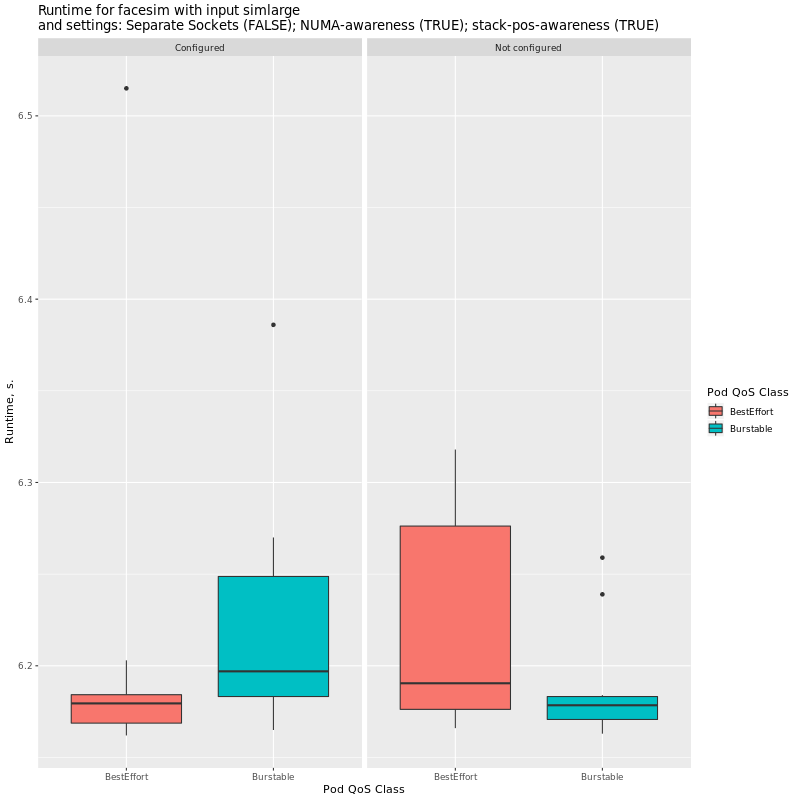 Runtime for facesim with input simlarge
and settings: Separate Sockets (FALSE); NUMA-awareness (TRUE); stack-pos-awareness (TRUE)
Configured
Not configured
6.5
6.4
6.3
6.2
Runtime, s.
BestEffort
Burstable
BestEffort
Burstable
Pod QoS Class
Pod QoS Class
BestEffort
Burstable